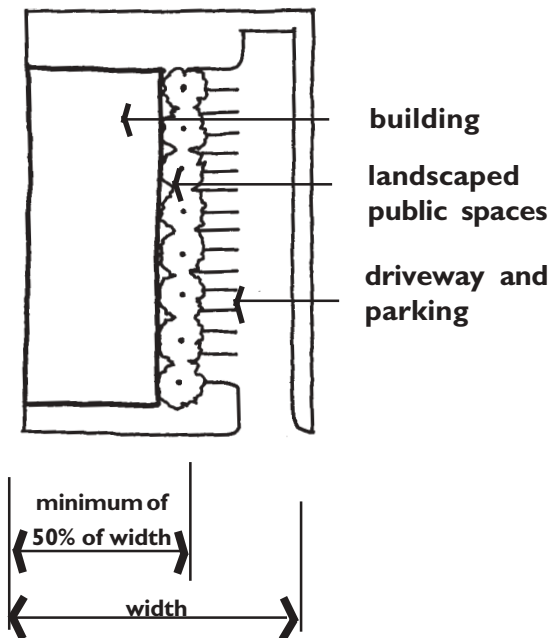 building
landscaped
public spaces
driveway and
parking
minimum of
50% of width
width